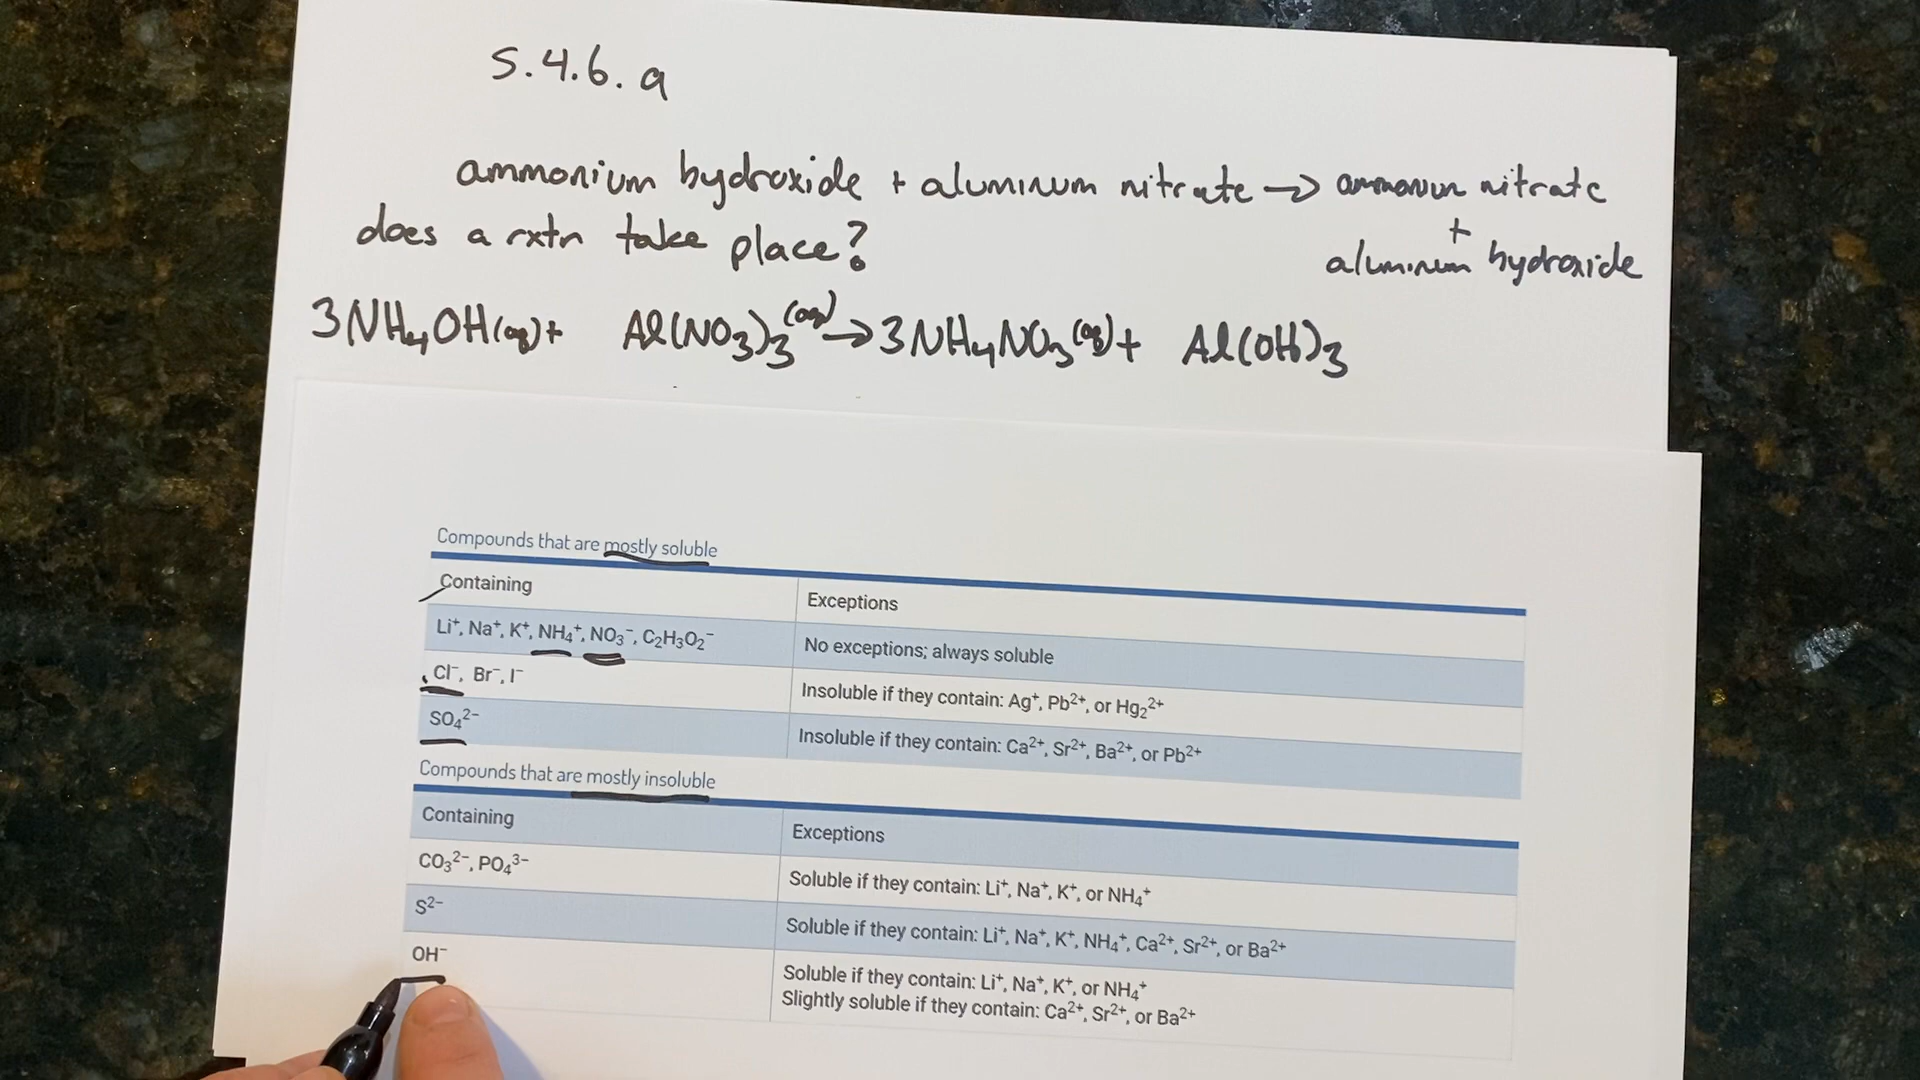 S.4.6.a
ammonium hydroxide + aluminum nitrate → ammonium nitrate
+
does a rxtn take place?
aluminum hydroxide
3NH₄OH(aq) + Al(NO₃)₃(aq) → 3NH₄NO₃(aq) + Al(OH)₃
Compounds that are mostly soluble
Containing Exceptions
Li⁺, Na⁺, K⁺, NH₄⁺, NO₃⁻, C₂H₃O₂⁻ No exceptions; always soluble
Cl⁻, Br⁻, I⁻ Insoluble if they contain: Ag⁺, Pb²⁺, or Hg₂²⁺
SO₄²⁻ Insoluble if they contain: Ca²⁺, Sr²⁺, Ba²⁺, or Pb²⁺
Compounds that are mostly insoluble
Containing Exceptions
CO₃²⁻, PO₄³⁻ Soluble if they contain: Li⁺, Na⁺, K⁺, or NH₄⁺
S²⁻ Soluble if they contain: Li⁺, Na⁺, K⁺, NH₄⁺, Ca²⁺, Sr²⁺, or Ba²⁺
OH⁻ Soluble if they contain: Li⁺, Na⁺, K⁺, or NH₄⁺
Slightly soluble if they contain: Ca²⁺, Sr²⁺, or Ba²⁺